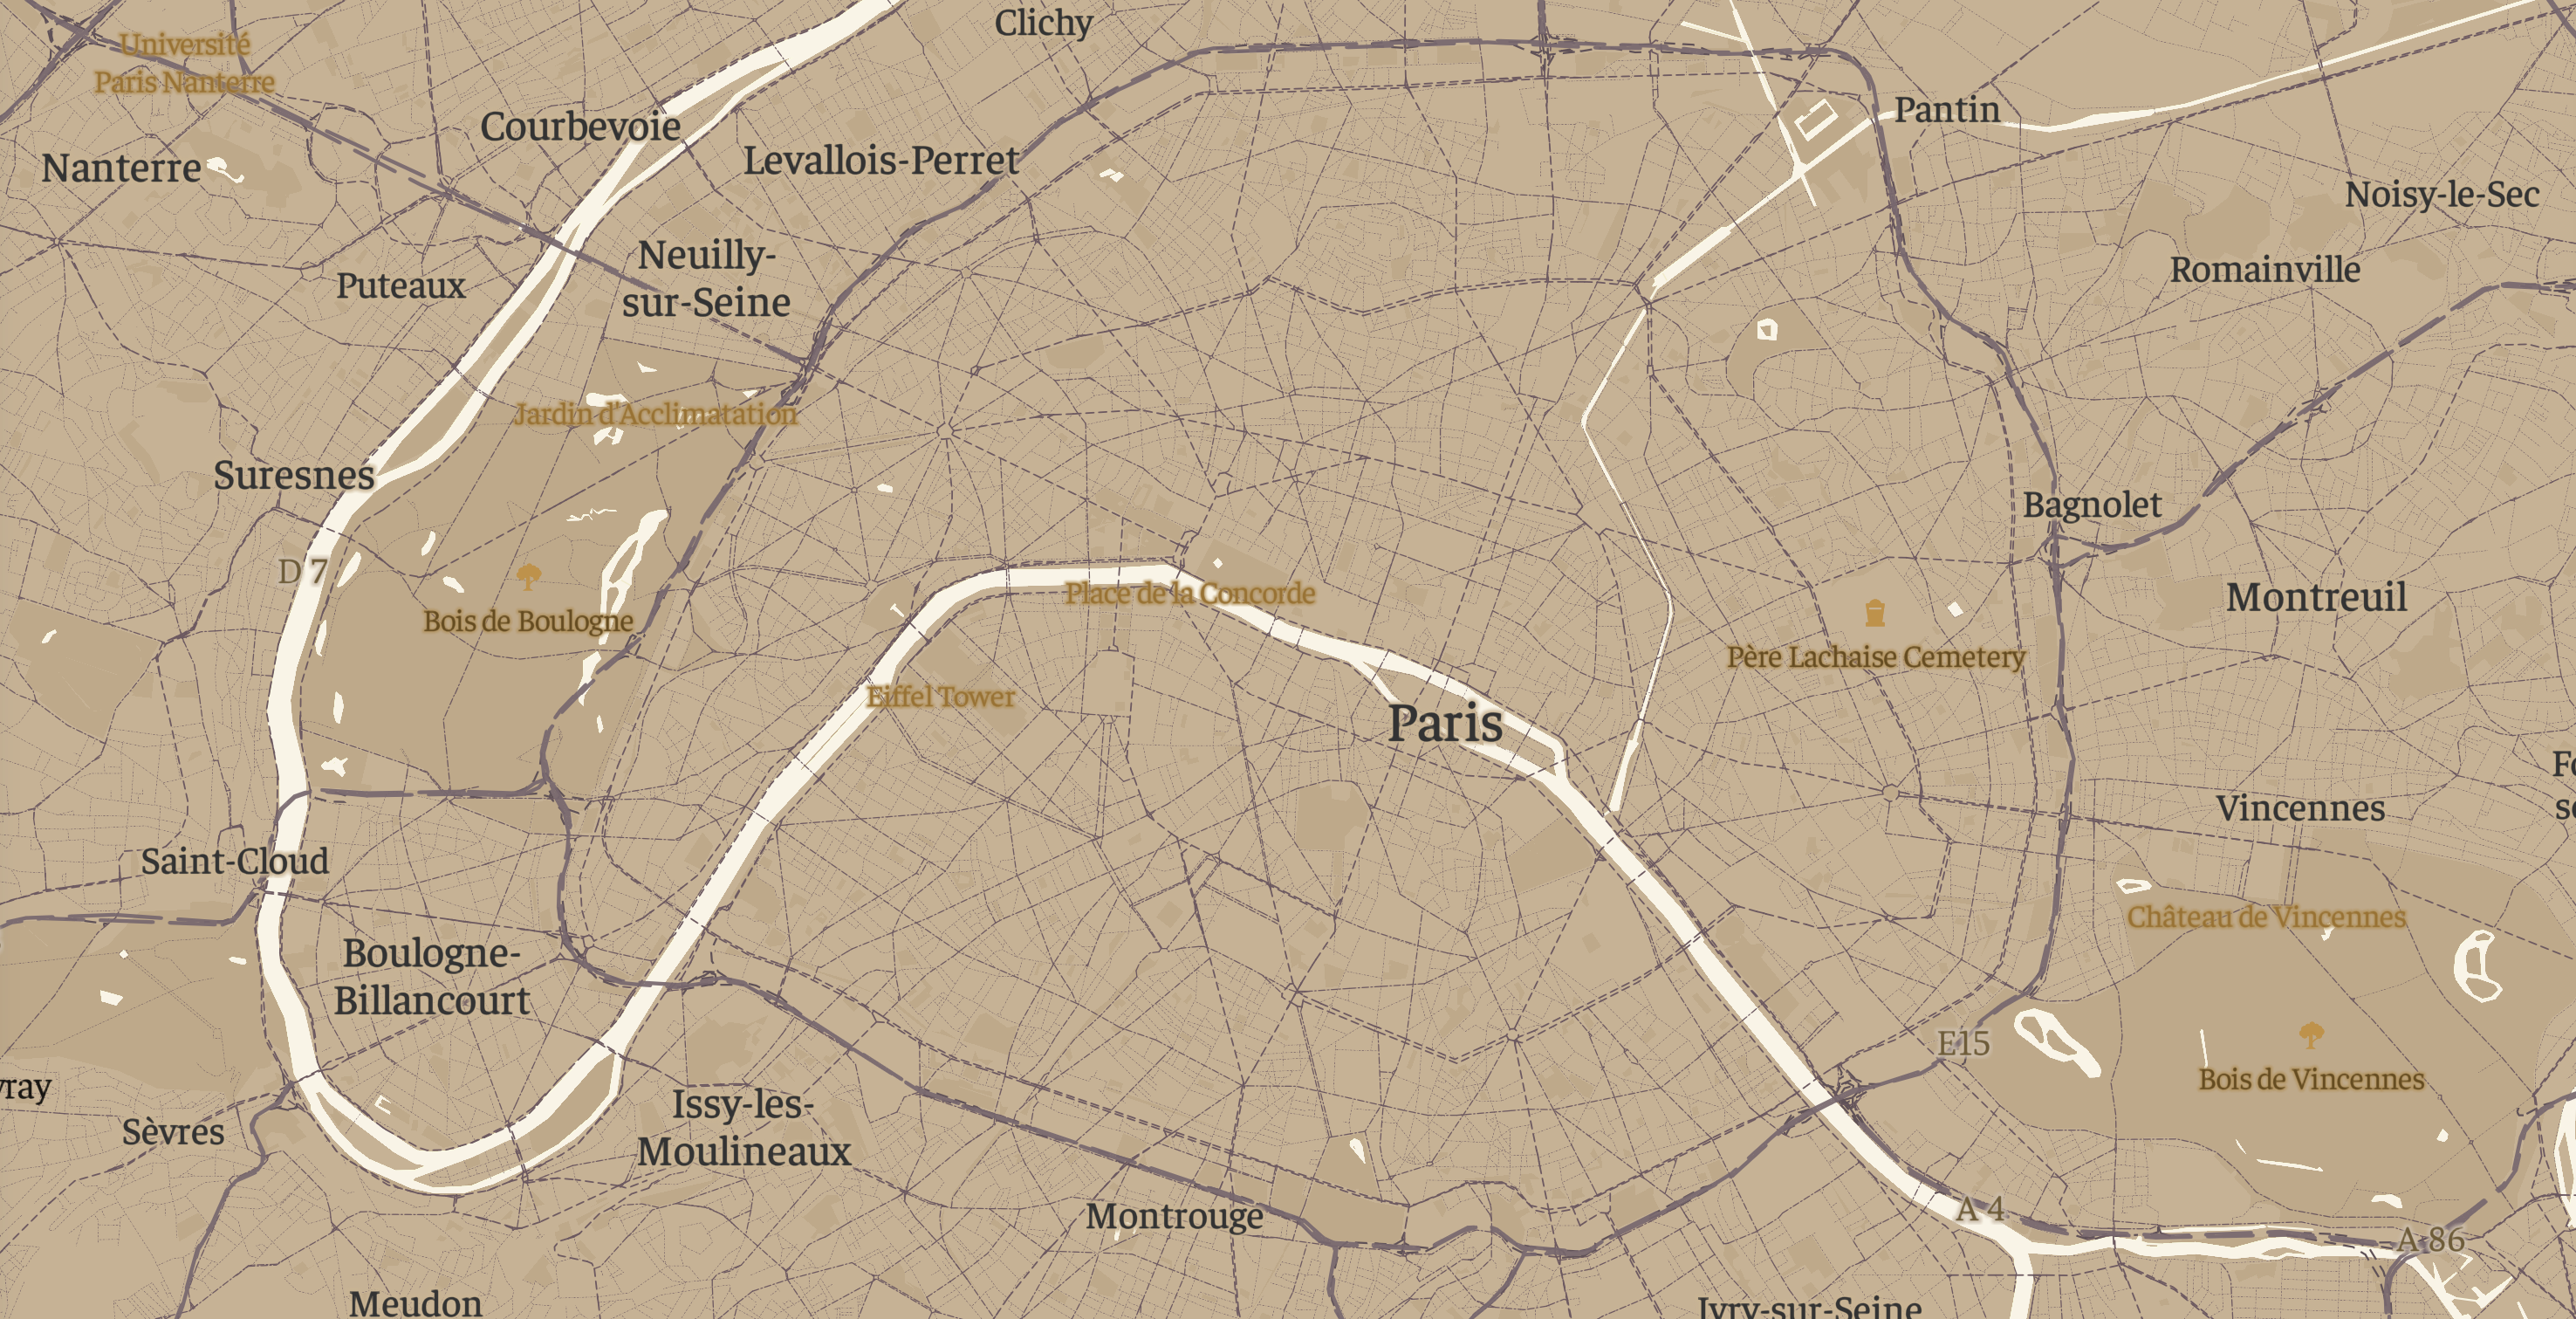 Clichy
Université
Paris Nanterre
Pantin
Courbevoie
Nanterre
Levallois-Perret
Noisy-le-Sec
Neuilly-
sur-Seine
Puteaux
Romainville
Jardin d'Acclimatation
Suresnes
Bagnolet
D 7
Place de la Concorde
Montreuil
Bois de Boulogne
Père Lachaise Cemetery
Eiffel Tower
Paris
Fo
so
Vincennes
Saint-Cloud
Château de Vincennes
Boulogne-
Billancourt
E15
Bois de Vincennes
vray
Issy-les-
Moulineaux
Sèvres
A 4
Montrouge
A 86
Meudon
Ivry-sur-Seine